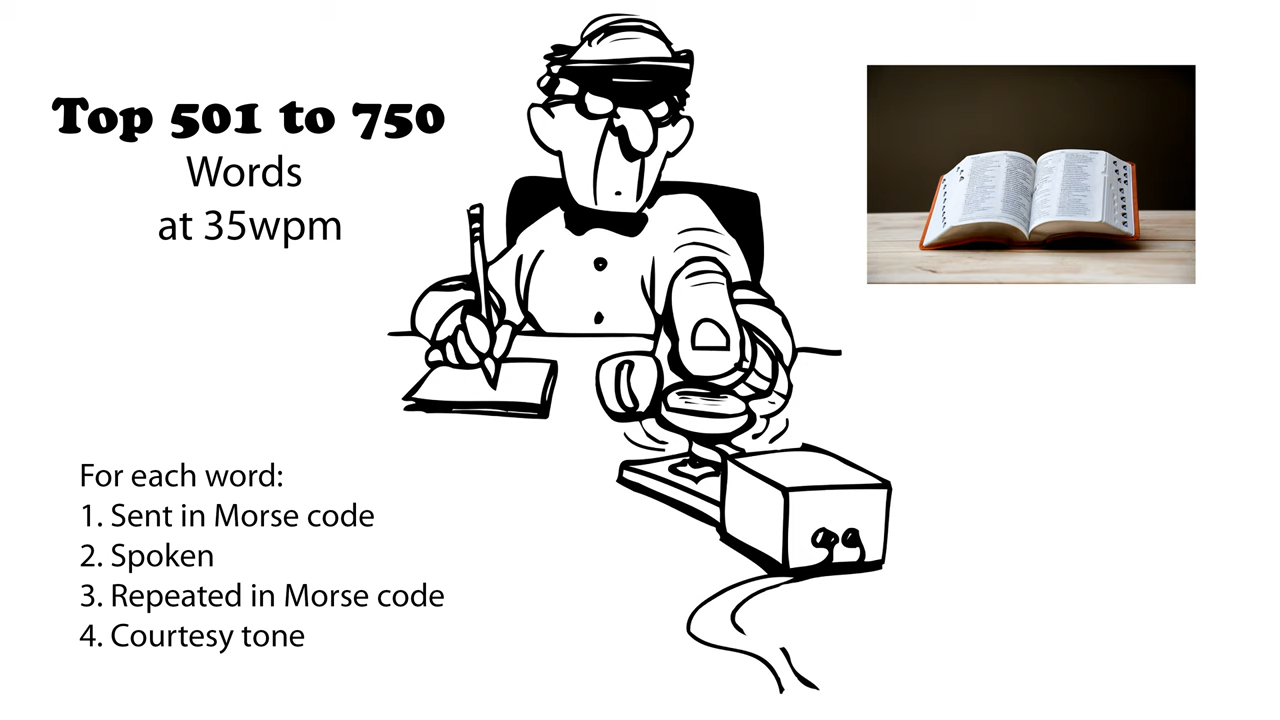 Top 501 to 750
Words
at 35wpm
For each word:
1. Sent in Morse code
2. Spoken
3. Repeated in Morse code
4. Courtesy tone